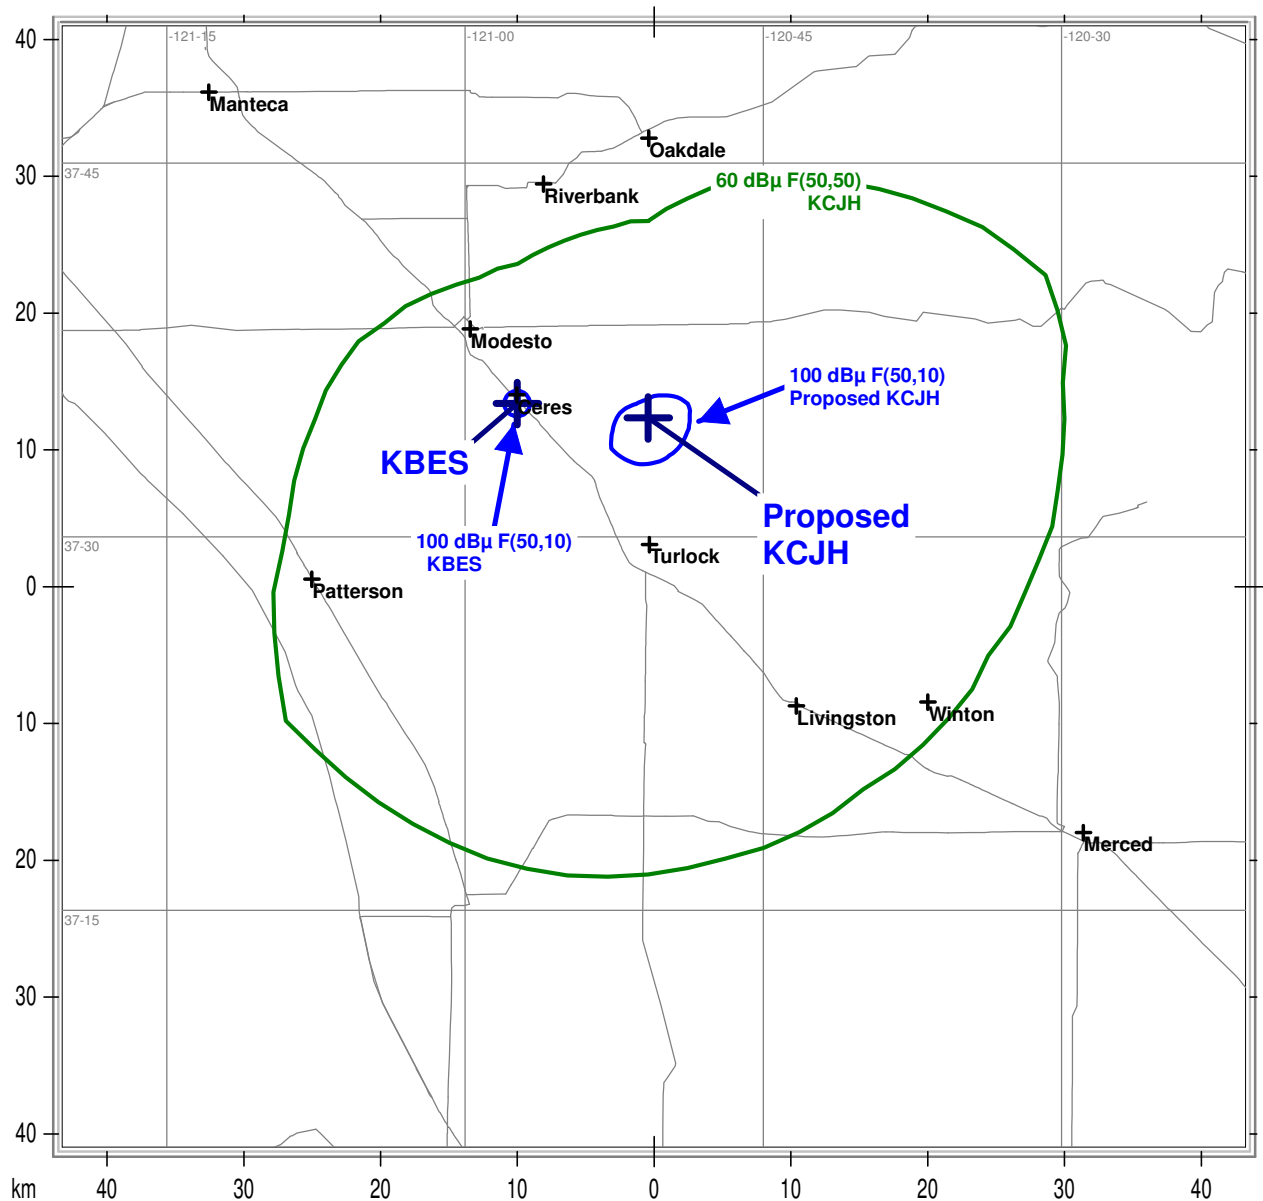 40
-121-15
-121-00
-120-45
-120-30
Manteca
Oakdale
37-45
30
60 dBµ F(50,50)
KCJH
Riverbank
20
Modesto
100 dBµ F(50,10)
Proposed KCJH
Ceres
10
KBES
Proposed
KCJH
100 dBµ F(50,10)
KBES
37-30
Turlock
0
Patterson
Livingston
Winton
10
Merced
20
37-15
30
40
km
40
30
20
10
0
10
20
30
40